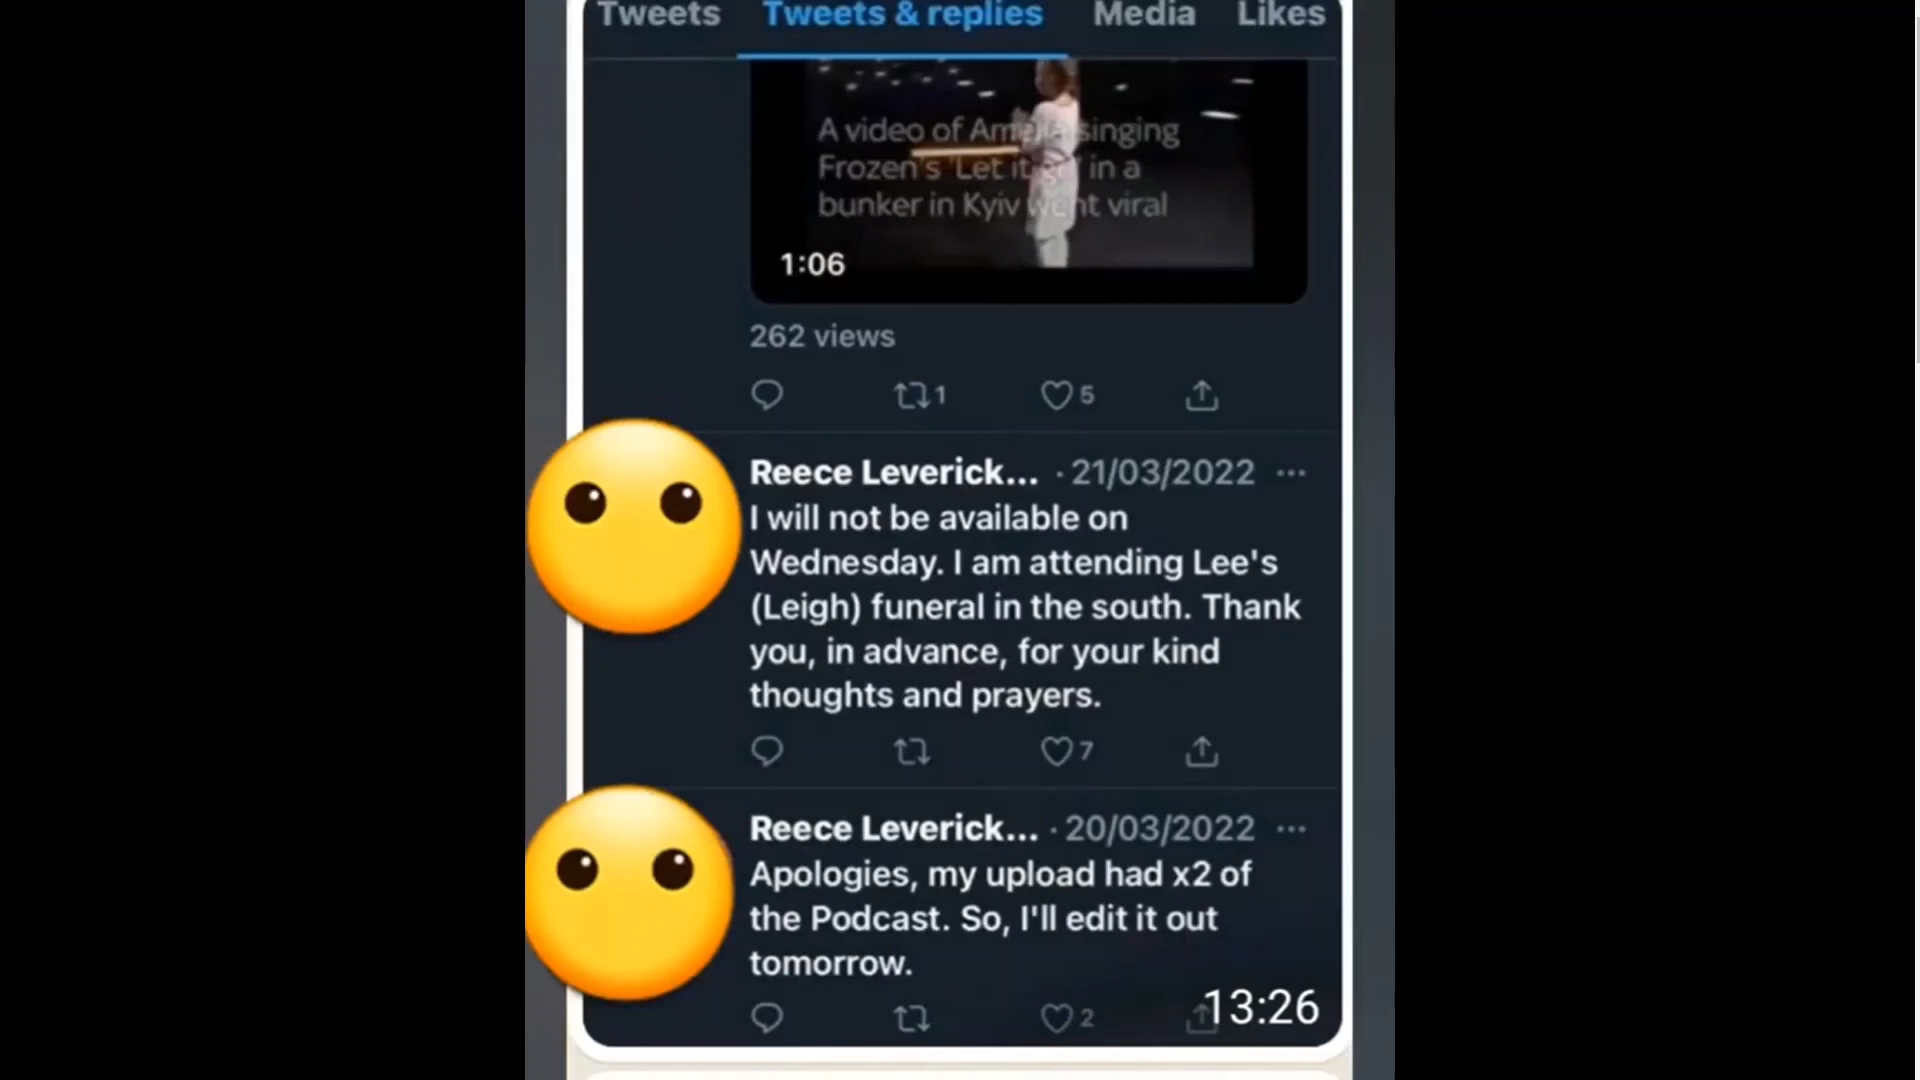 Tweets Tweets & replies Media Likes
A video of Amelia singing
Frozen's 'Let it go' in a
bunker in Kyiv went viral
1:06
262 views
1 5
Reece Leverick... · 21/03/2022 ...
I will not be available on
Wednesday. I am attending Lee's
(Leigh) funeral in the south. Thank
you, in advance, for your kind
thoughts and prayers.
7
Reece Leverick... · 20/03/2022 ...
Apologies, my upload had x2 of
the Podcast. So, I'll edit it out
tomorrow.
2
13:26